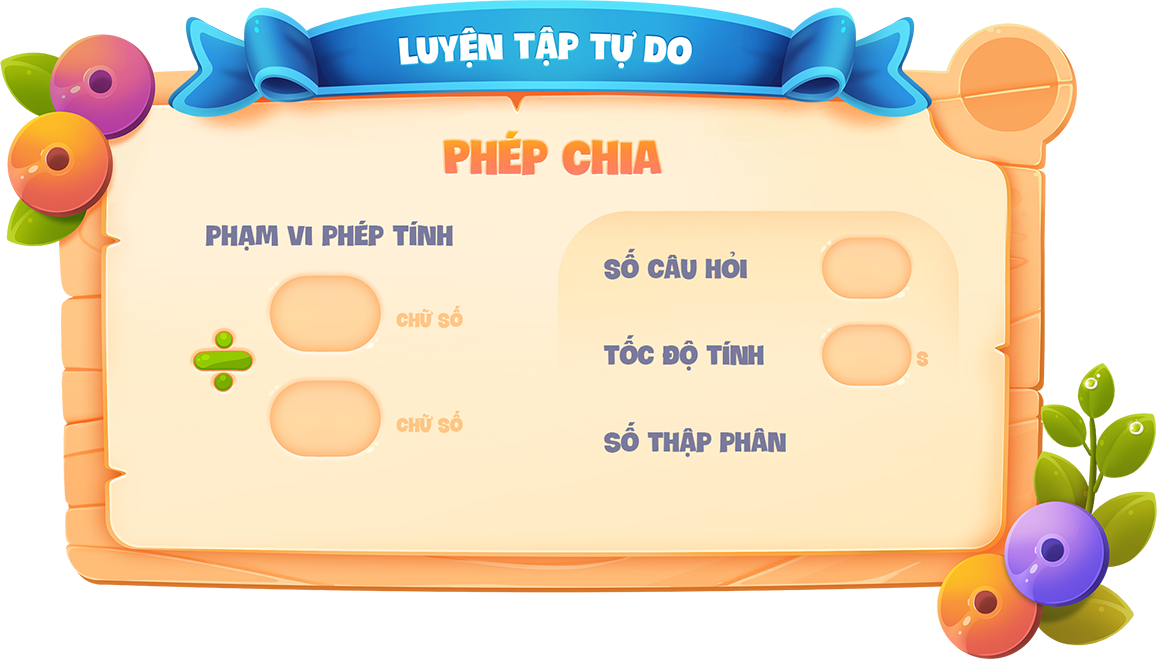 LUYỆN TẬP TỰ DO
PHÉP CHIA
PHẠM VI PHÉP TÍNH
CHỮ SỐ
CHỮ SỐ
SỐ CÂU HỎI
TỐC ĐỘ TÍNH
S
SỐ THẬP PHÂN